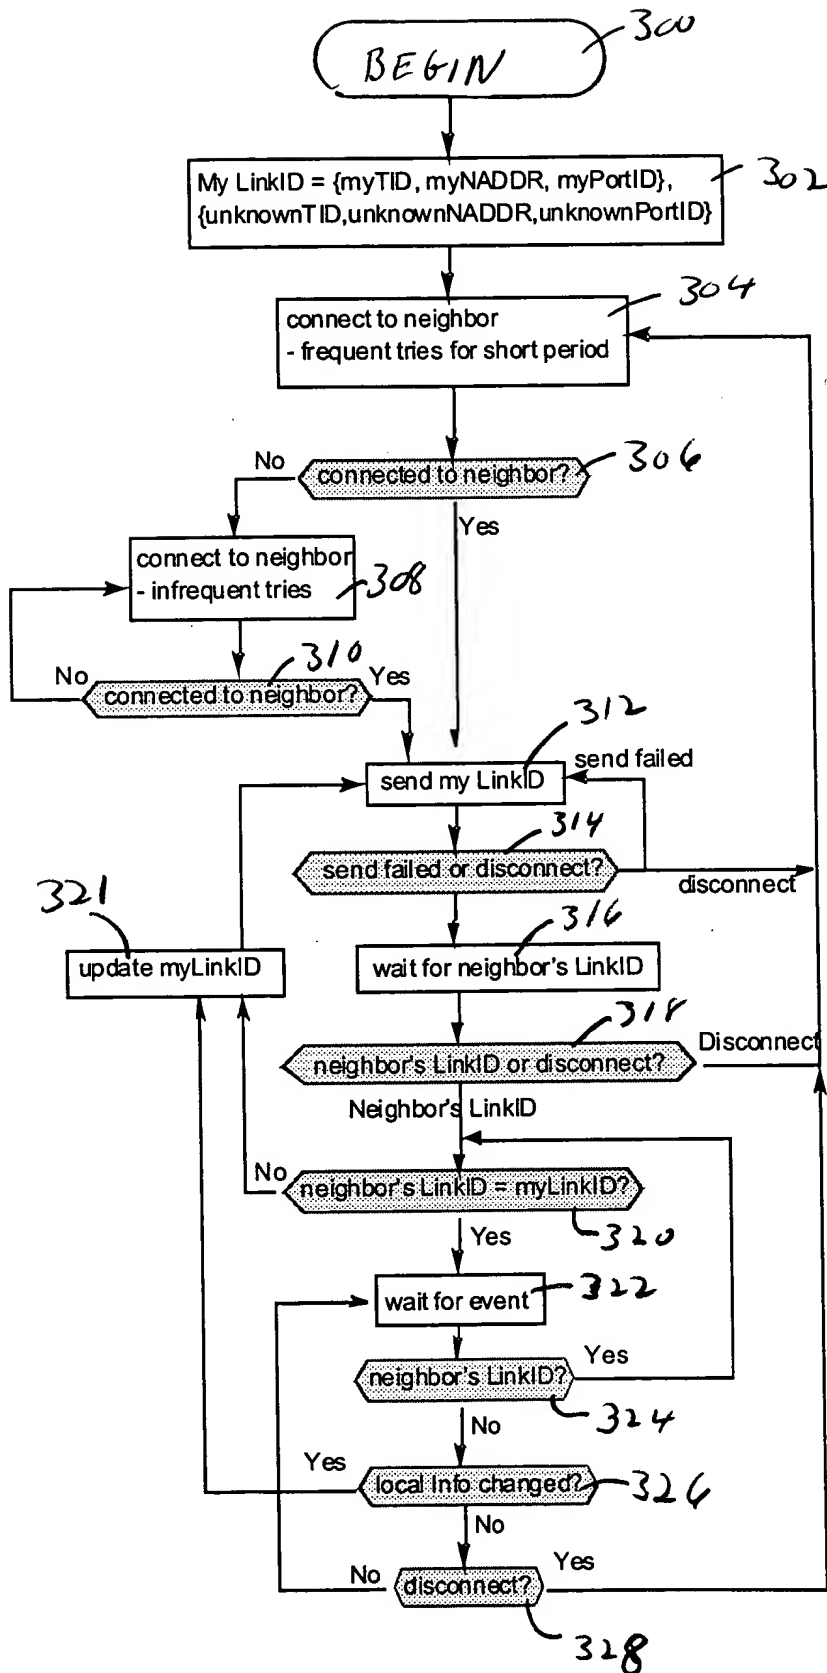 300
BEGIN
302
My LinkID = {myTID, myNADDR, myPortID},
{unknownTID,unknownNADDR,unknownPortID}
304
connect to neighbor
- frequent tries for short period
No
connected to neighbor?
306
Yes
connect to neighbor
- infrequent tries
308
310
No
connected to neighbor?
Yes
312
send my LinkID
send failed
314
send failed or disconnect?
disconnect
321
316
update myLinkID
wait for neighbor's LinkID
318
neighbor's LinkID or disconnect?
Disconnect
Neighbor's LinkID
No
neighbor's LinkID = myLinkID?
320
Yes
wait for event
322
neighbor's LinkID?
Yes
324
No
Yes
local Info changed?
326
No
No
disconnect?
Yes
328